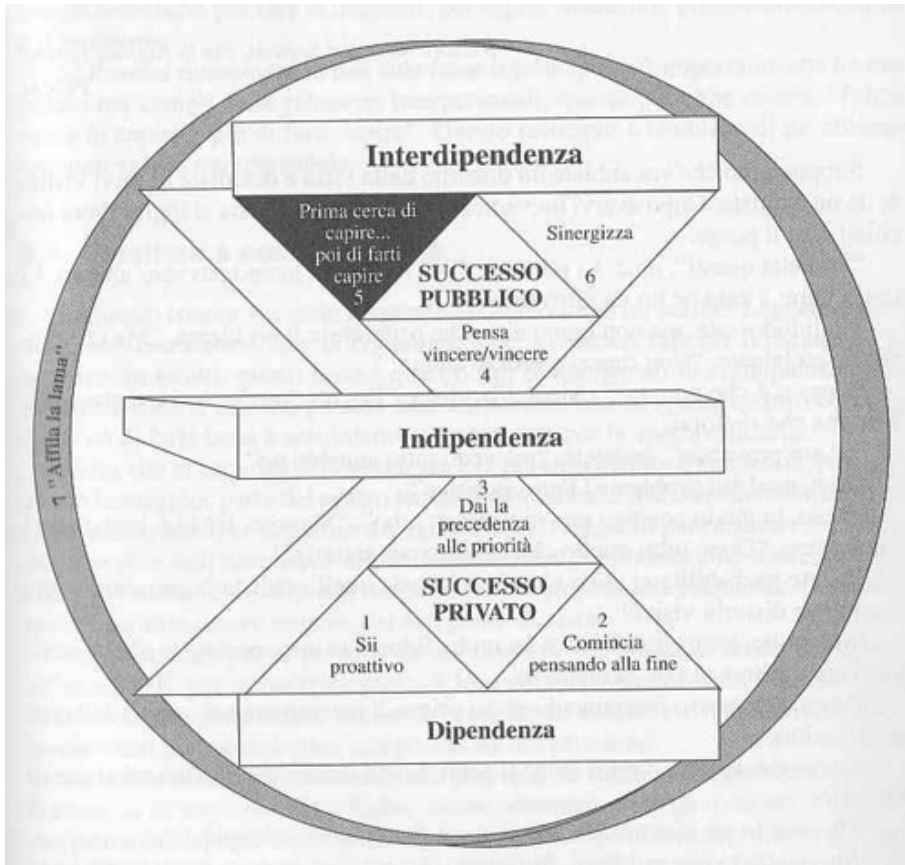 Interdipendenza
Prima cerca di
capire...
poi di farti
capire
5
Sinergizza
6
SUCCESSO
PUBBLICO
Pensa
vincere/vincere
4
7 "Affila la lama"
Indipendenza
3
Dai la
precedenza
alle priorità
SUCCESSO
PRIVATO
Sii
proattivo
2
Comincia
pensando alla fine
Dipendenza